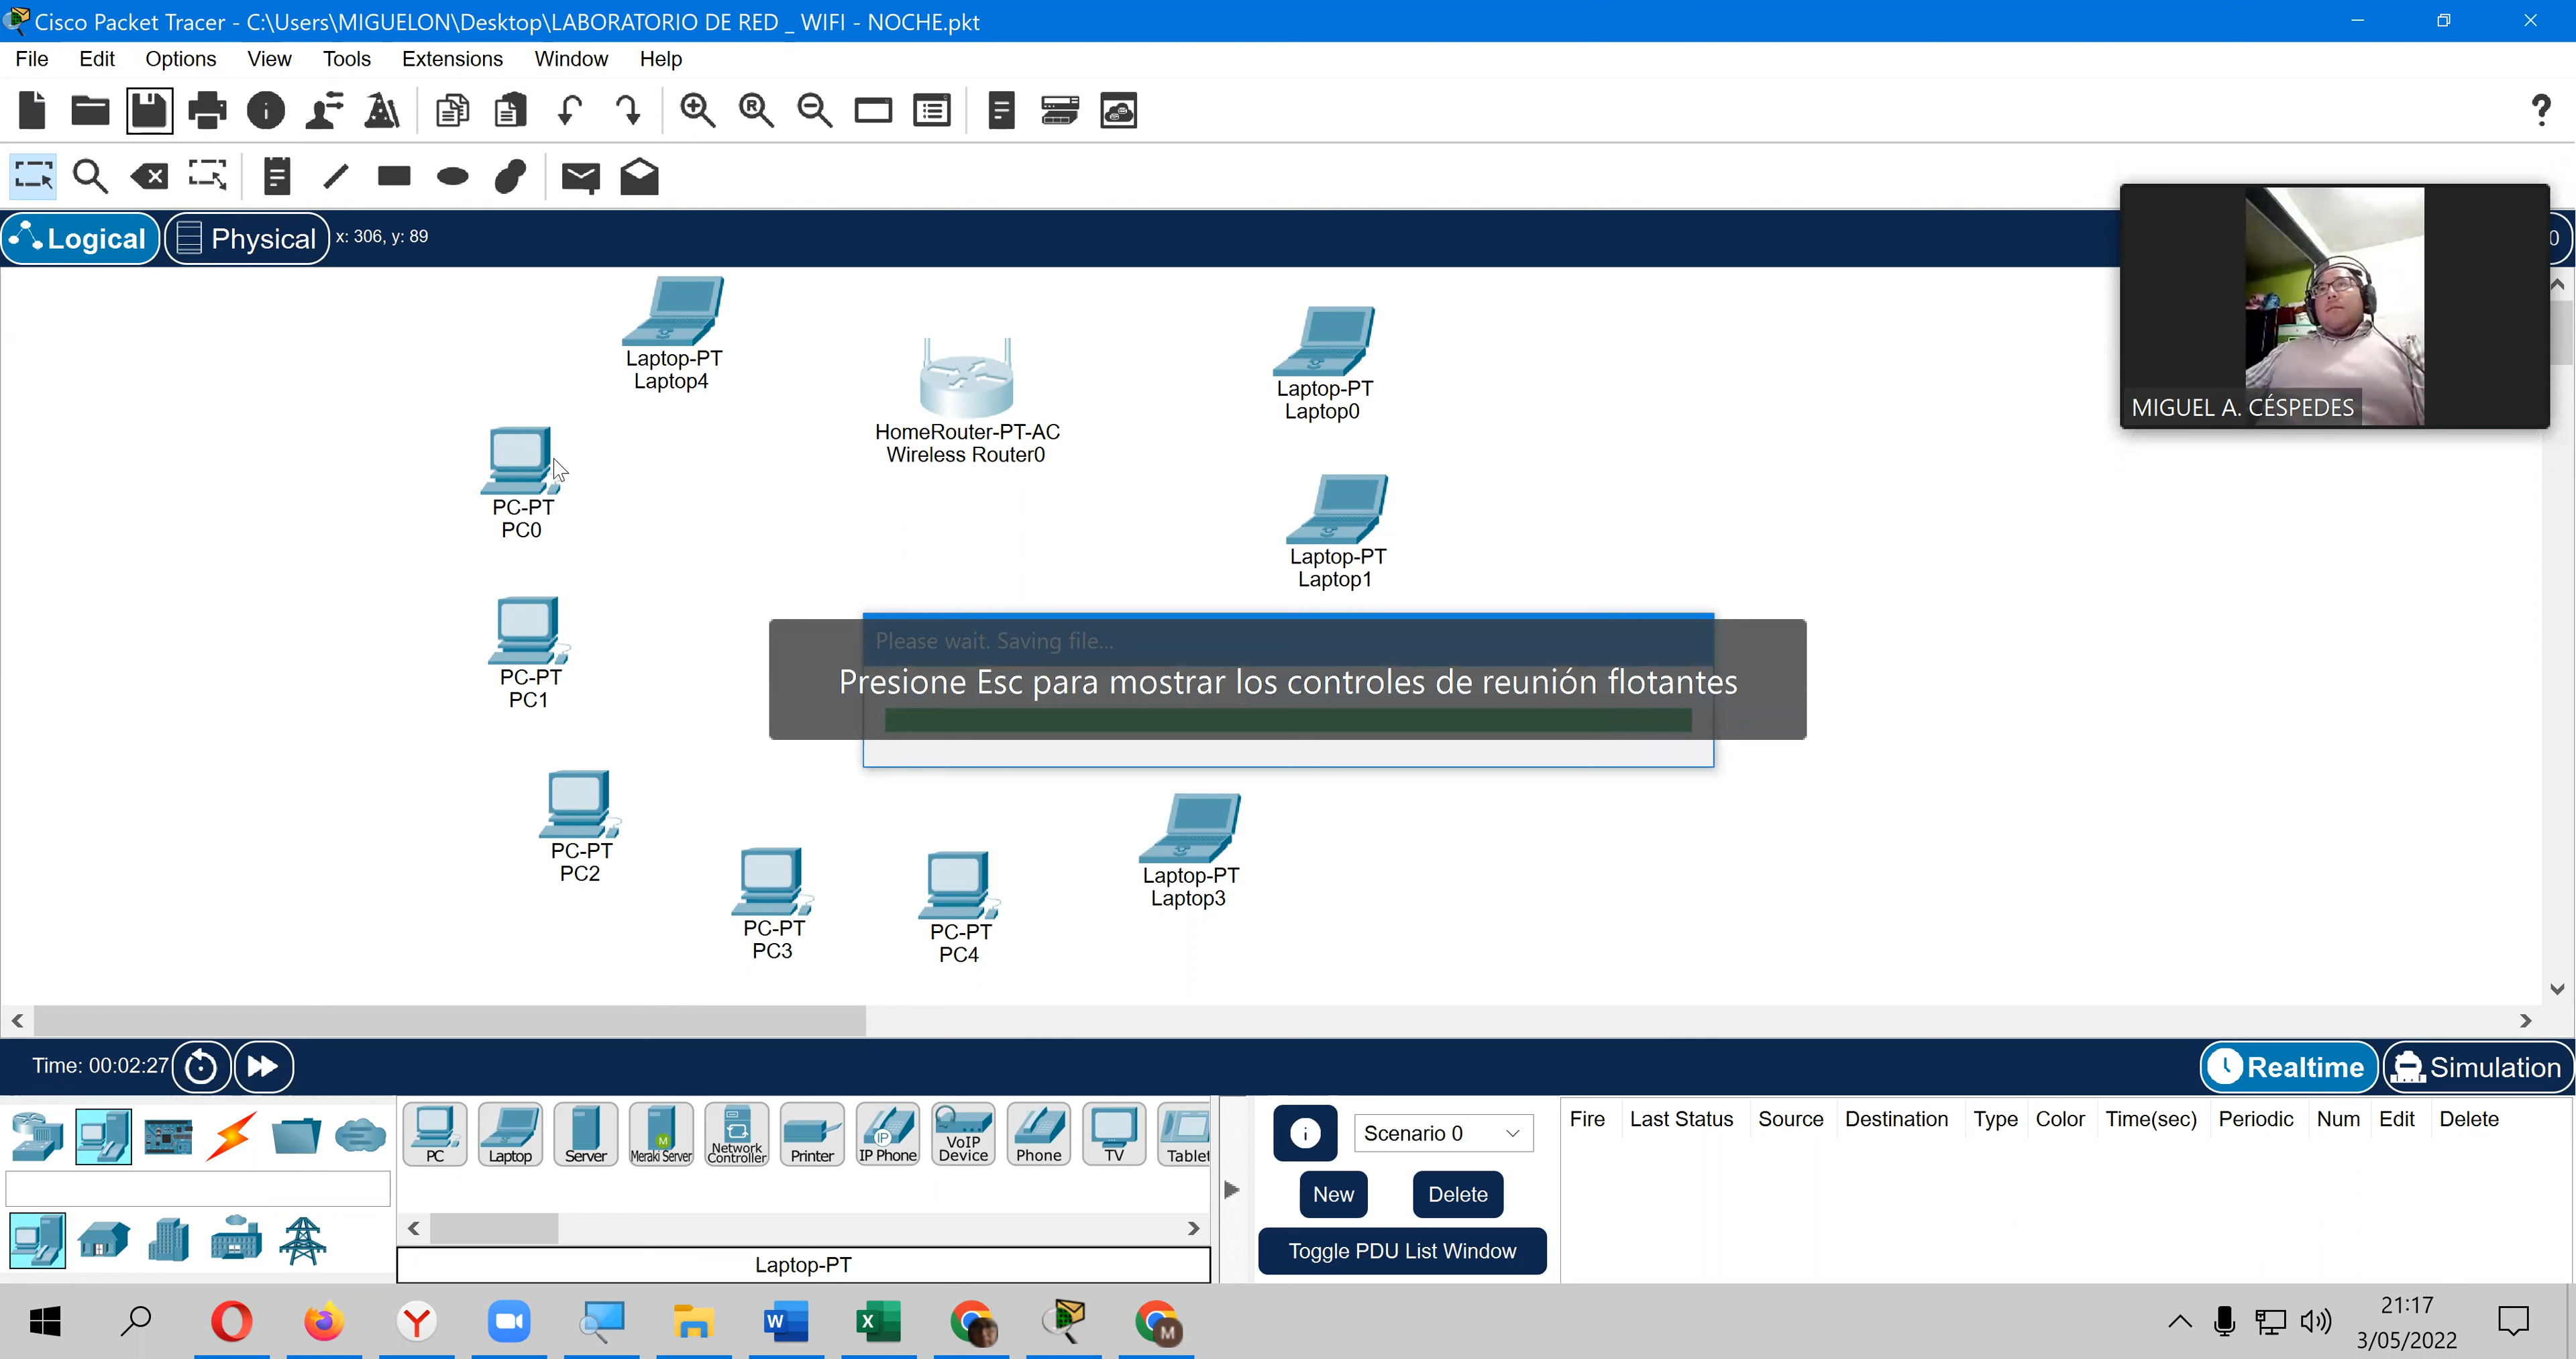 Cisco Packet Tracer - C:\Users\MIGUELON\Desktop\LABORATORIO DE RED _ WIFI - NOCHE.pkt
File Edit Options View Tools Extensions Window Help
Logical Physical x: 306, y: 89
MIGUEL A. CÉSPEDES
Laptop-PT
Laptop4
HomeRouter-PT-AC
Wireless Router0
Laptop-PT
Laptop0
PC-PT
PC0
Laptop-PT
Laptop1
PC-PT
PC1
Please wait. Saving file...
Presione Esc para mostrar los controles de reunión flotantes
PC-PT
PC2
Laptop-PT
Laptop3
PC-PT
PC3
PC-PT
PC4
Time: 00:02:27
Realtime Simulation
PC Laptop Server Meraki Server Network Controller Printer IP Phone VoIP Device Phone TV Tablet
Scenario 0
New Delete
Toggle PDU List Window
Laptop-PT
Fire Last Status Source Destination Type Color Time(sec) Periodic Num Edit Delete
21:17
3/05/2022